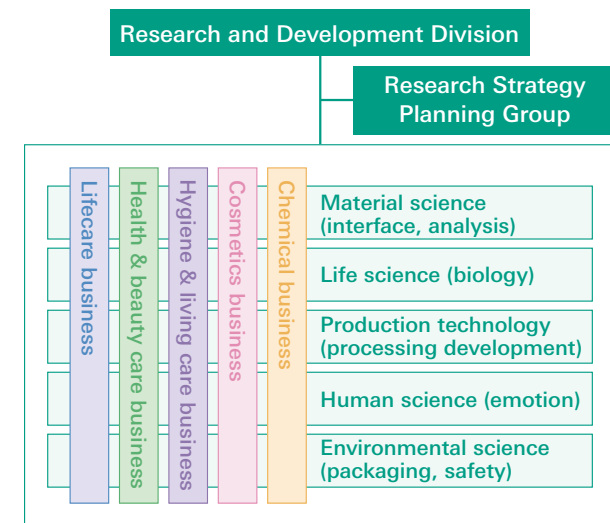 Research and Development Division
Research Strategy
Planning Group
Lifecare business
Health & beauty care business
Hygiene & living care business
Cosmetics business
Chemical business
Material science
(interface, analysis)
Life science (biology)
Production technology
(processing development)
Human science (emotion)
Environmental science
(packaging, safety)